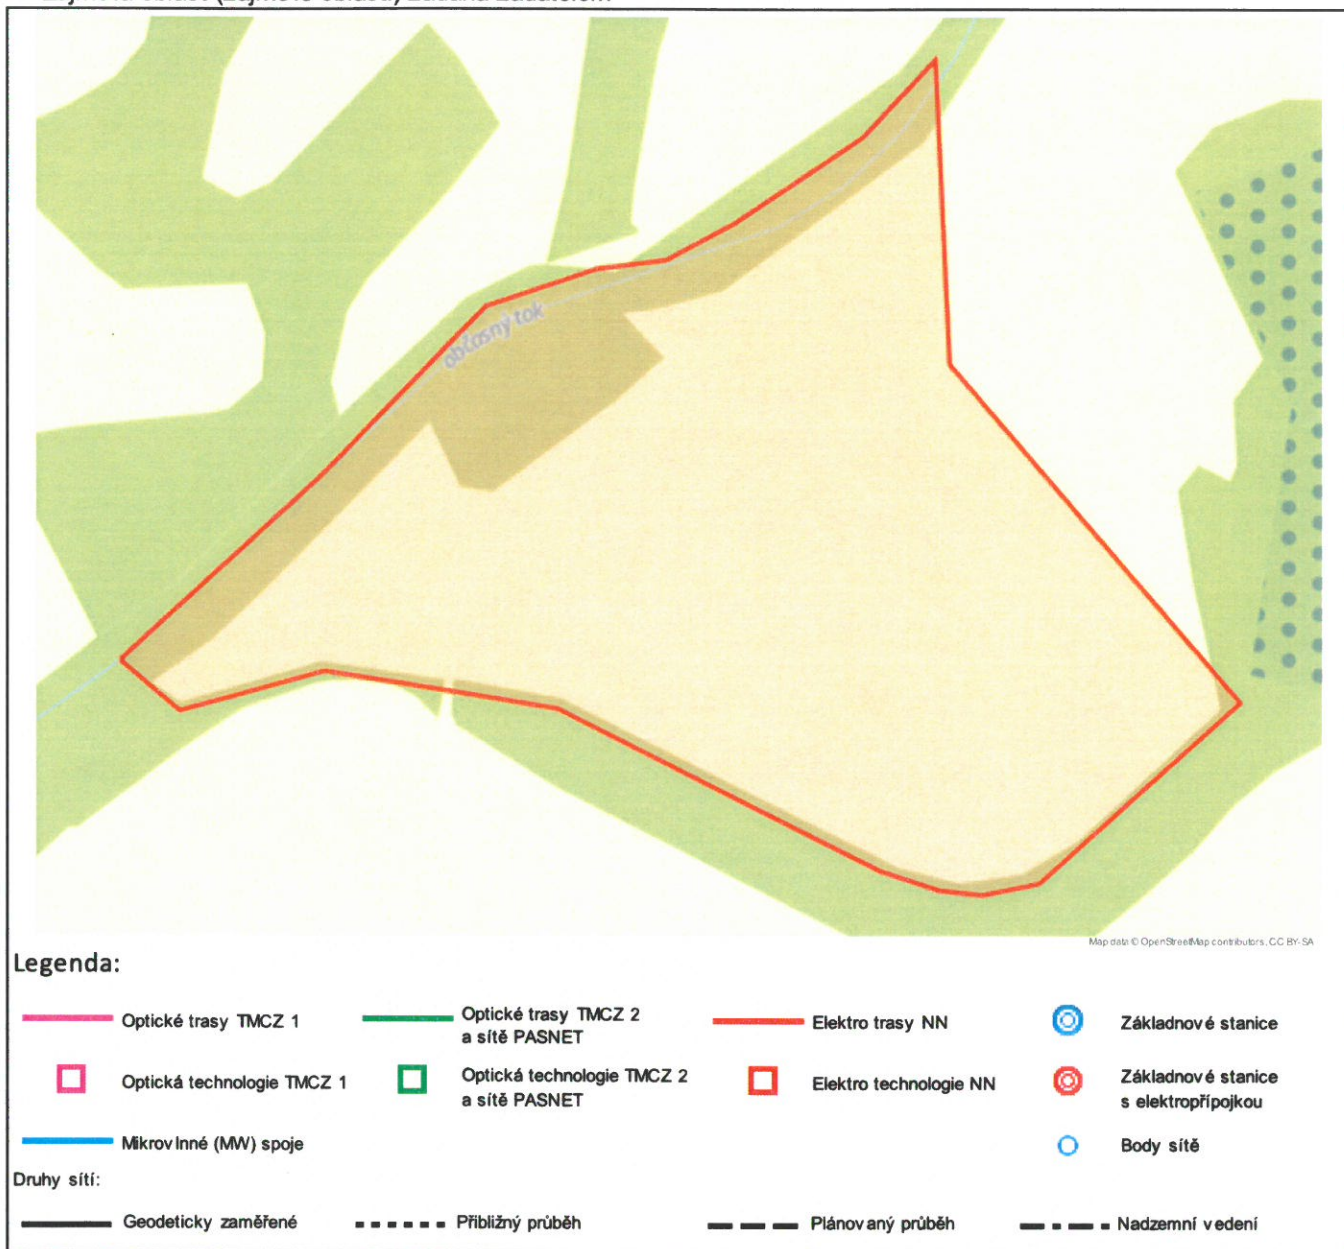 občasný tok
Map data © OpenStreetMap contributors, CC BY-SA
Legenda:
Optické trasy TMCZ 1
Optické trasy TMCZ 2
a sítě PASNET
Elektro trasy NN
Základnové stanice
Optická technologie TMCZ 1
Optická technologie TMCZ 2
a sítě PASNET
Elektro technologie NN
Základnové stanice
s elektropřípojkou
Mikrovlnné (MW) spoje
Body sítě
Druhy sítí:
Geodeticky zaměřené
Přibližný průběh
Plánovaný průběh
Nadzemní vedení